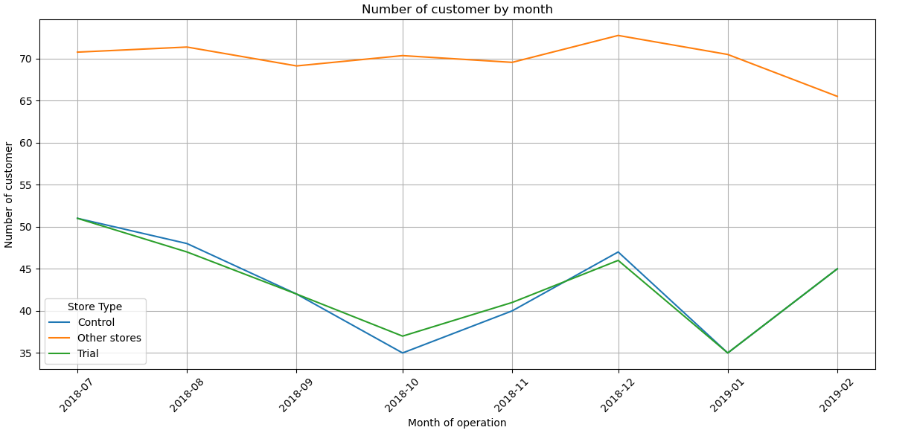 Number of customer by month
Number of customer
70
65
60
55
50
45
40
35
Store Type
Control
Other stores
Trial
2018-07
2018-08
2018-09
2018-10
2018-11
2018-12
2019-01
2019-02
Month of operation